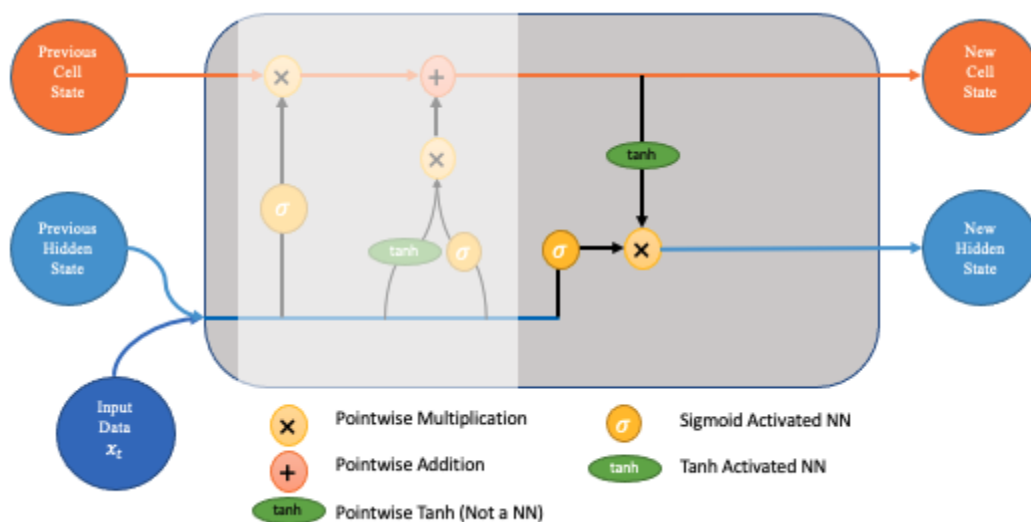 Previous
Cell
State
New
Cell
State
×
+
×
tanh
σ
Previous
Hidden
State
tanh
σ
σ
×
New
Hidden
State
Input
Data
xₜ
× Pointwise Multiplication
σ Sigmoid Activated NN
+ Pointwise Addition
tanh Tanh Activated NN
tanh Pointwise Tanh (Not a NN)